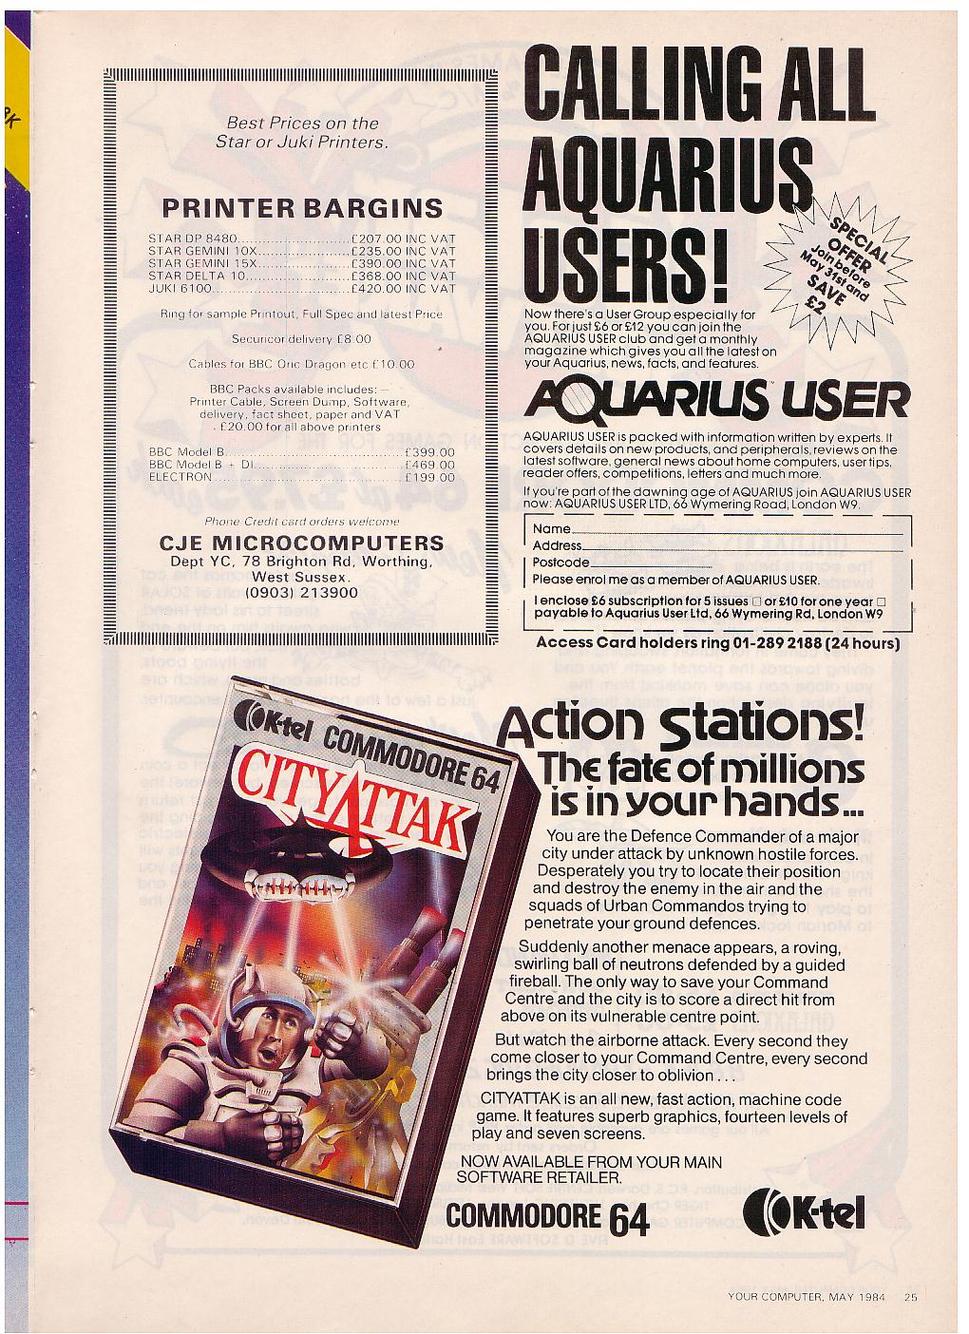 Best Prices on the
Star or Juki Printers.
PRINTER BARGINS
STAR DP 8480............................£207.00 INC VAT
STAR GEMINI 10X.......................£235.00 INC VAT
STAR GEMINI 15X.......................£390.00 INC VAT
STAR DELTA 10..........................£368.00 INC VAT
JUKI 6100..................................£420.00 INC VAT
Ring for sample Printout, Full Spec and latest Price
Securicor delivery £8.00
Cables for BBC Oric Dragon etc £10.00
BBC Packs available includes: —
Printer Cable, Screen Dump, Software,
delivery, fact sheet, paper and VAT
. £20.00 for all above printers
BBC Model B....................................£399.00
BBC Model B + DI..............................£469.00
ELECTRON......................................£199.00
Phone Credit card orders welcome
CJE MICROCOMPUTERS
Dept YC, 78 Brighton Rd, Worthing,
West Sussex.
(0903) 213900
CALLING ALL
AQUARIUS
USERS!
SPECIAL
OFFER
Join before
May 31st and
SAVE
£2
Now there's a User Group especially for
you. For just £6 or £12 you can join the
AQUARIUS USER club and get a monthly
magazine which gives you all the latest on
your Aquarius, news, facts, and features.
AQUARIUS™ USER
AQUARIUS USER is packed with information written by experts. It
covers details on new products, and peripherals, reviews on the
latest software, general news about home computers, user tips,
reader offers, competitions, letters and much more.
If you're part of the dawning age of AQUARIUS join AQUARIUS USER
now: AQUARIUS USER LTD, 66 Wymering Road, London W9.
Name
Address
Postcode
Please enrol me as a member of AQUARIUS USER.
I enclose £6 subscription for 5 issues □ or £10 for one year □
payable to Aquarius User Ltd, 66 Wymering Rd, London W9
Access Card holders ring 01-289 2188 (24 hours)
K-tel COMMODORE 64
CITYATTAK
Action Stations!
The fate of millions
is in your hands...
You are the Defence Commander of a major
city under attack by unknown hostile forces.
Desperately you try to locate their position
and destroy the enemy in the air and the
squads of Urban Commandos trying to
penetrate your ground defences.
Suddenly another menace appears, a roving,
swirling ball of neutrons defended by a guided
fireball. The only way to save your Command
Centre and the city is to score a direct hit from
above on its vulnerable centre point.
But watch the airborne attack. Every second they
come closer to your Command Centre, every second
brings the city closer to oblivion . . .
CITYATTAK is an all new, fast action, machine code
game. It features superb graphics, fourteen levels of
play and seven screens.
NOW AVAILABLE FROM YOUR MAIN
SOFTWARE RETAILER.
COMMODORE 64
K-tel
YOUR COMPUTER, MAY 1984 25